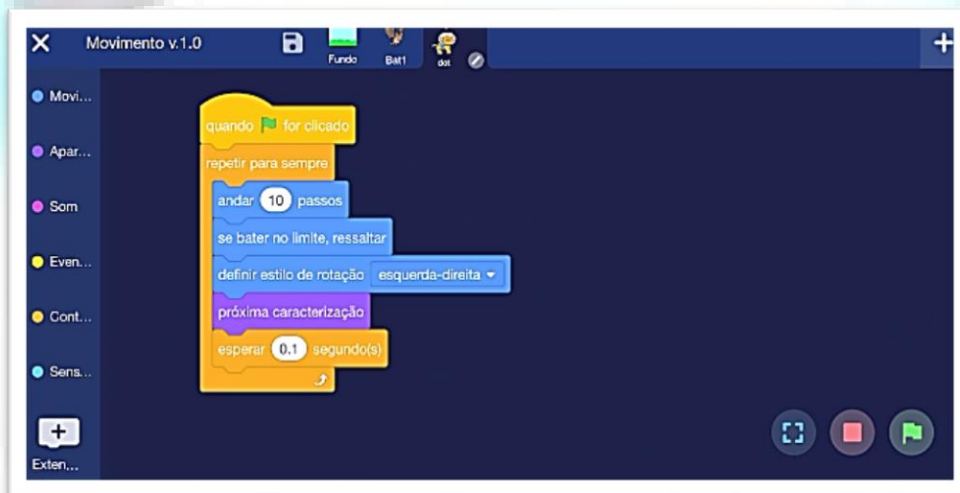 Movimento v.1.0
Fundo
Bat1
dot
Movi...
Apar...
Som
Even...
Cont...
Sens...
Exten...
quando for clicado
repetir para sempre
andar 10 passos
se bater no limite, ressaltar
definir estilo de rotação esquerda-direita
próxima caracterização
esperar 0.1 segundo(s)